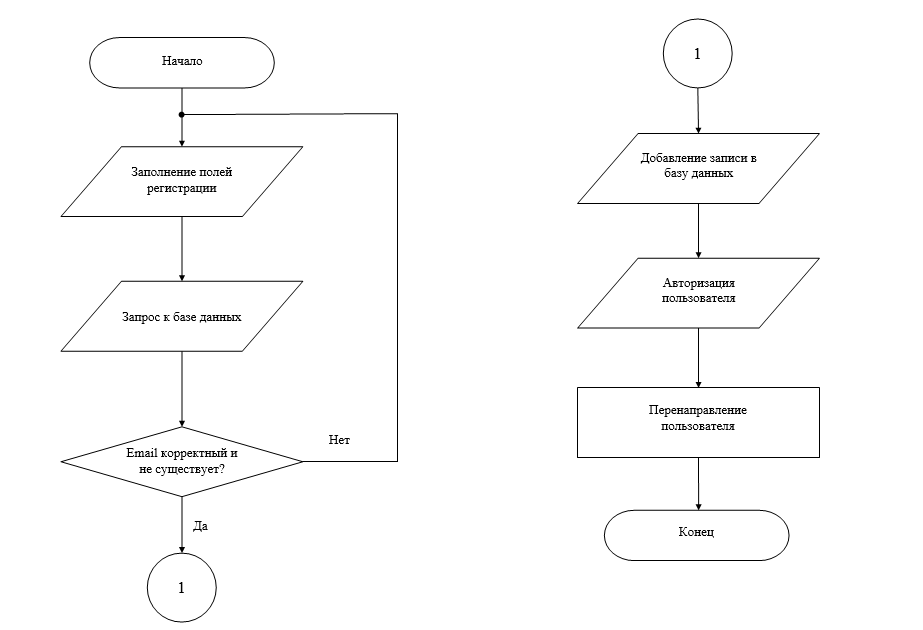 Начало
Заполнение полей
регистрации
Запрос к базе данных
Email корректный и
не существует?
Нет
Да
1
1
Добавление записи в
базу данных
Авторизация
пользователя
Перенаправление
пользователя
Конец